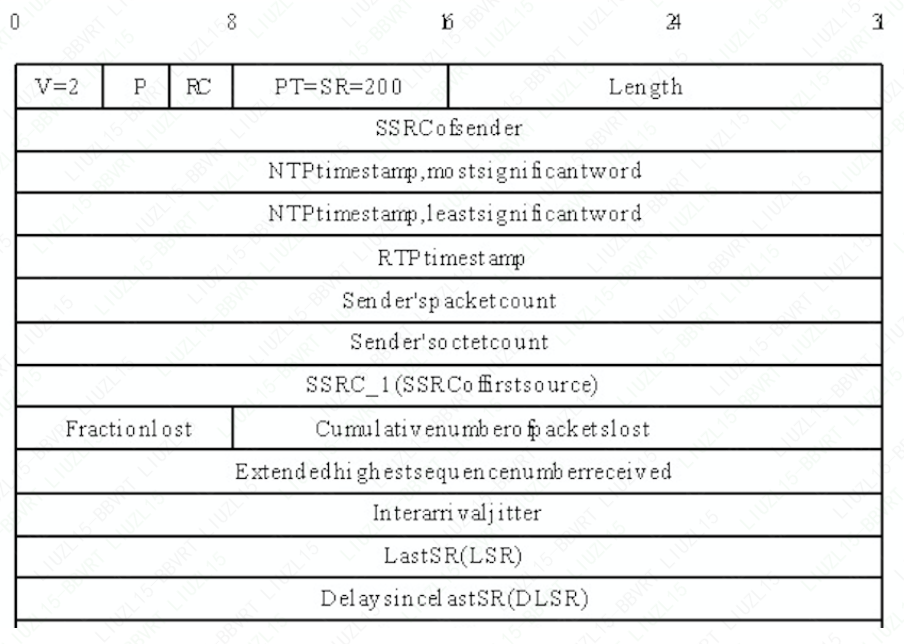 0 8 16 24 31
V=2 P RC PT=SR=200 Length
SSRCofsender
NTPtimestamp,mostsignificantword
NTPtimestamp,leastsignificantword
RTPtimestamp
Sender'spacketcount
Sender'soctetcount
SSRC_1(SSRCoffirstsource)
Fractionlost Cumulativenumberofpacketslost
Extendedhighestsequencenumberreceived
Interarrivaljitter
LastSR(LSR)
DelaysincelastSR(DLSR)